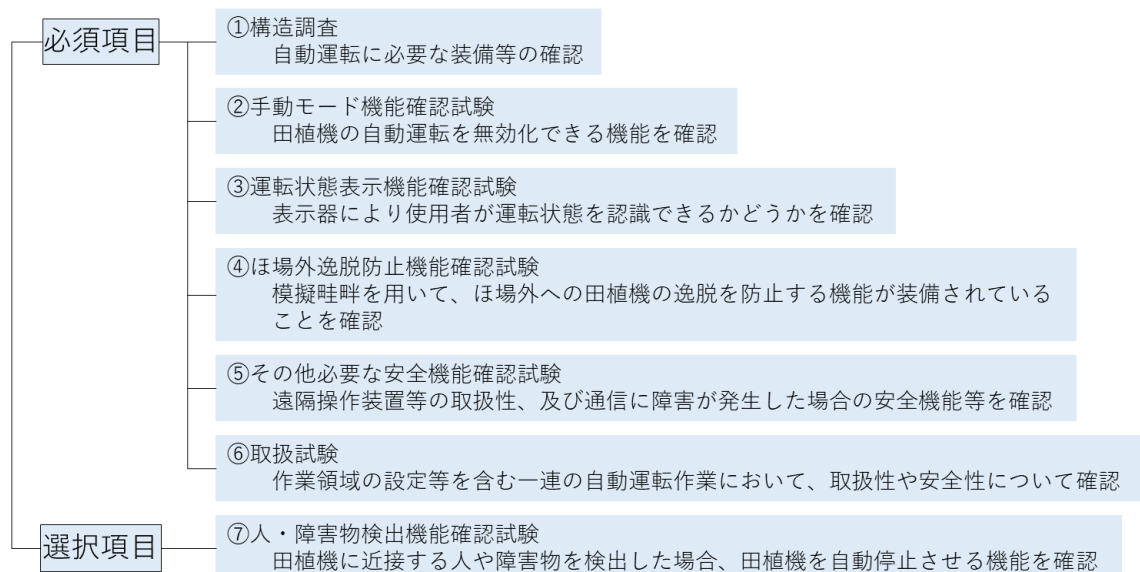 必須項目
①構造調査
自動運転に必要な装備等の確認
②手動モード機能確認試験
田植機の自動運転を無効化できる機能を確認
③運転状態表示機能確認試験
表示器により使用者が運転状態を認識できるかどうかを確認
④ほ場外逸脱防止機能確認試験
模擬畦畔を用いて、ほ場外への田植機の逸脱を防止する機能が装備されている
ことを確認
⑤その他必要な安全機能確認試験
遠隔操作装置等の取扱性、及び通信に障害が発生した場合の安全機能等を確認
⑥取扱試験
作業領域の設定等を含む一連の自動運転作業において、取扱性や安全性について確認
選択項目
⑦人・障害物検出機能確認試験
田植機に近接する人や障害物を検出した場合、田植機を自動停止させる機能を確認